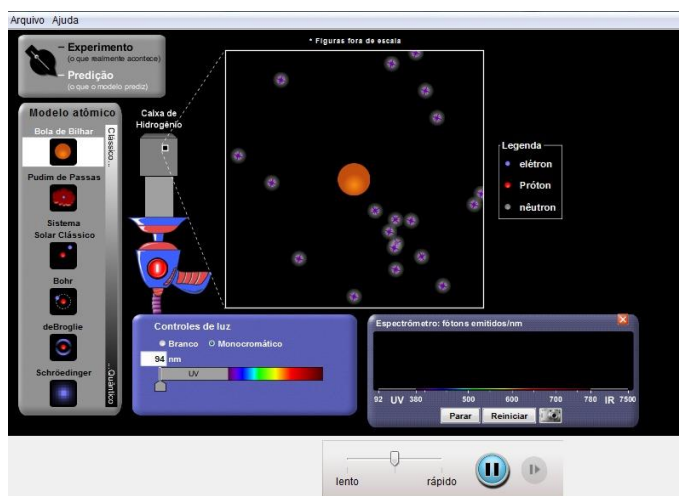 Arquivo Ajuda
* Figuras fora de escala
– Experimento
(o que realmente acontece)
– Predição
(o que o modelo prediz)
Modelo atômico
Bola de Bilhar
Pudim de Passas
Sistema
Solar Clássico
Bohr
deBroglie
Schröedinger
Clássico...
...Quântico
Caixa de
Hidrogênio
Legenda
elétron
Próton
nêutron
Controles de luz
Branco Monocromático
94 nm
UV
Espectrômetro: fótons emitidos/nm
92 UV 380 500 600 700 780 IR 7500
Parar Reiniciar
lento rápido